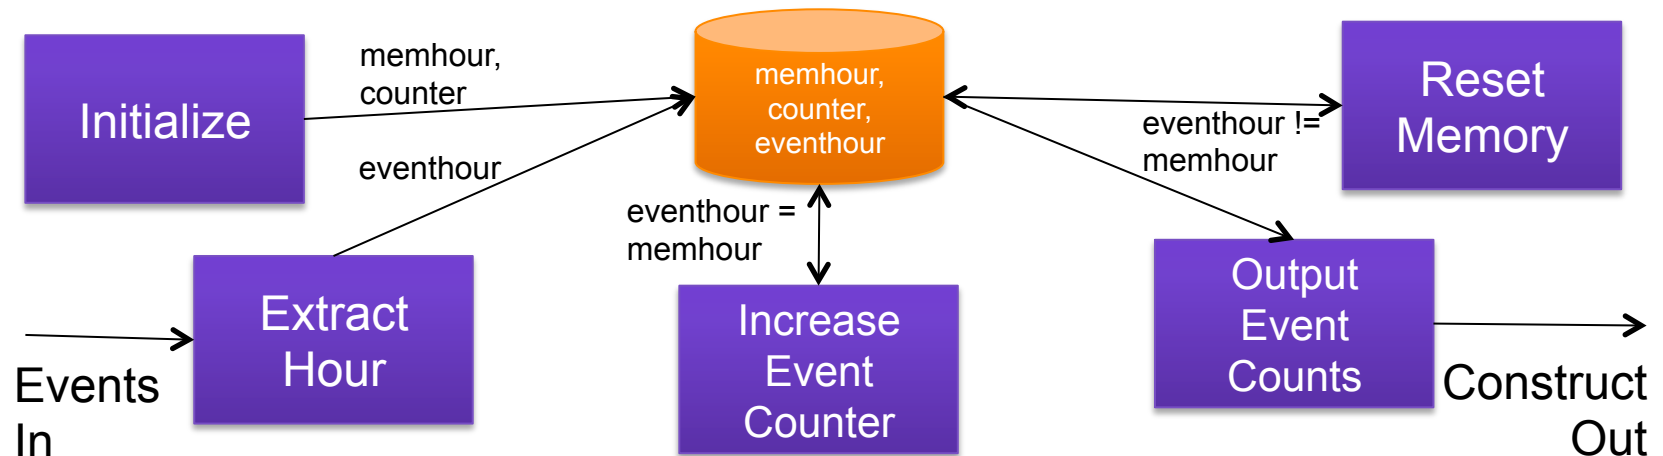 Initialize
memhour,
counter
eventhour
memhour,
counter,
eventhour
eventhour !=
memhour
Reset
Memory
eventhour =
memhour
Events
In
Extract
Hour
Increase
Event
Counter
Output
Event
Counts
Construct
Out